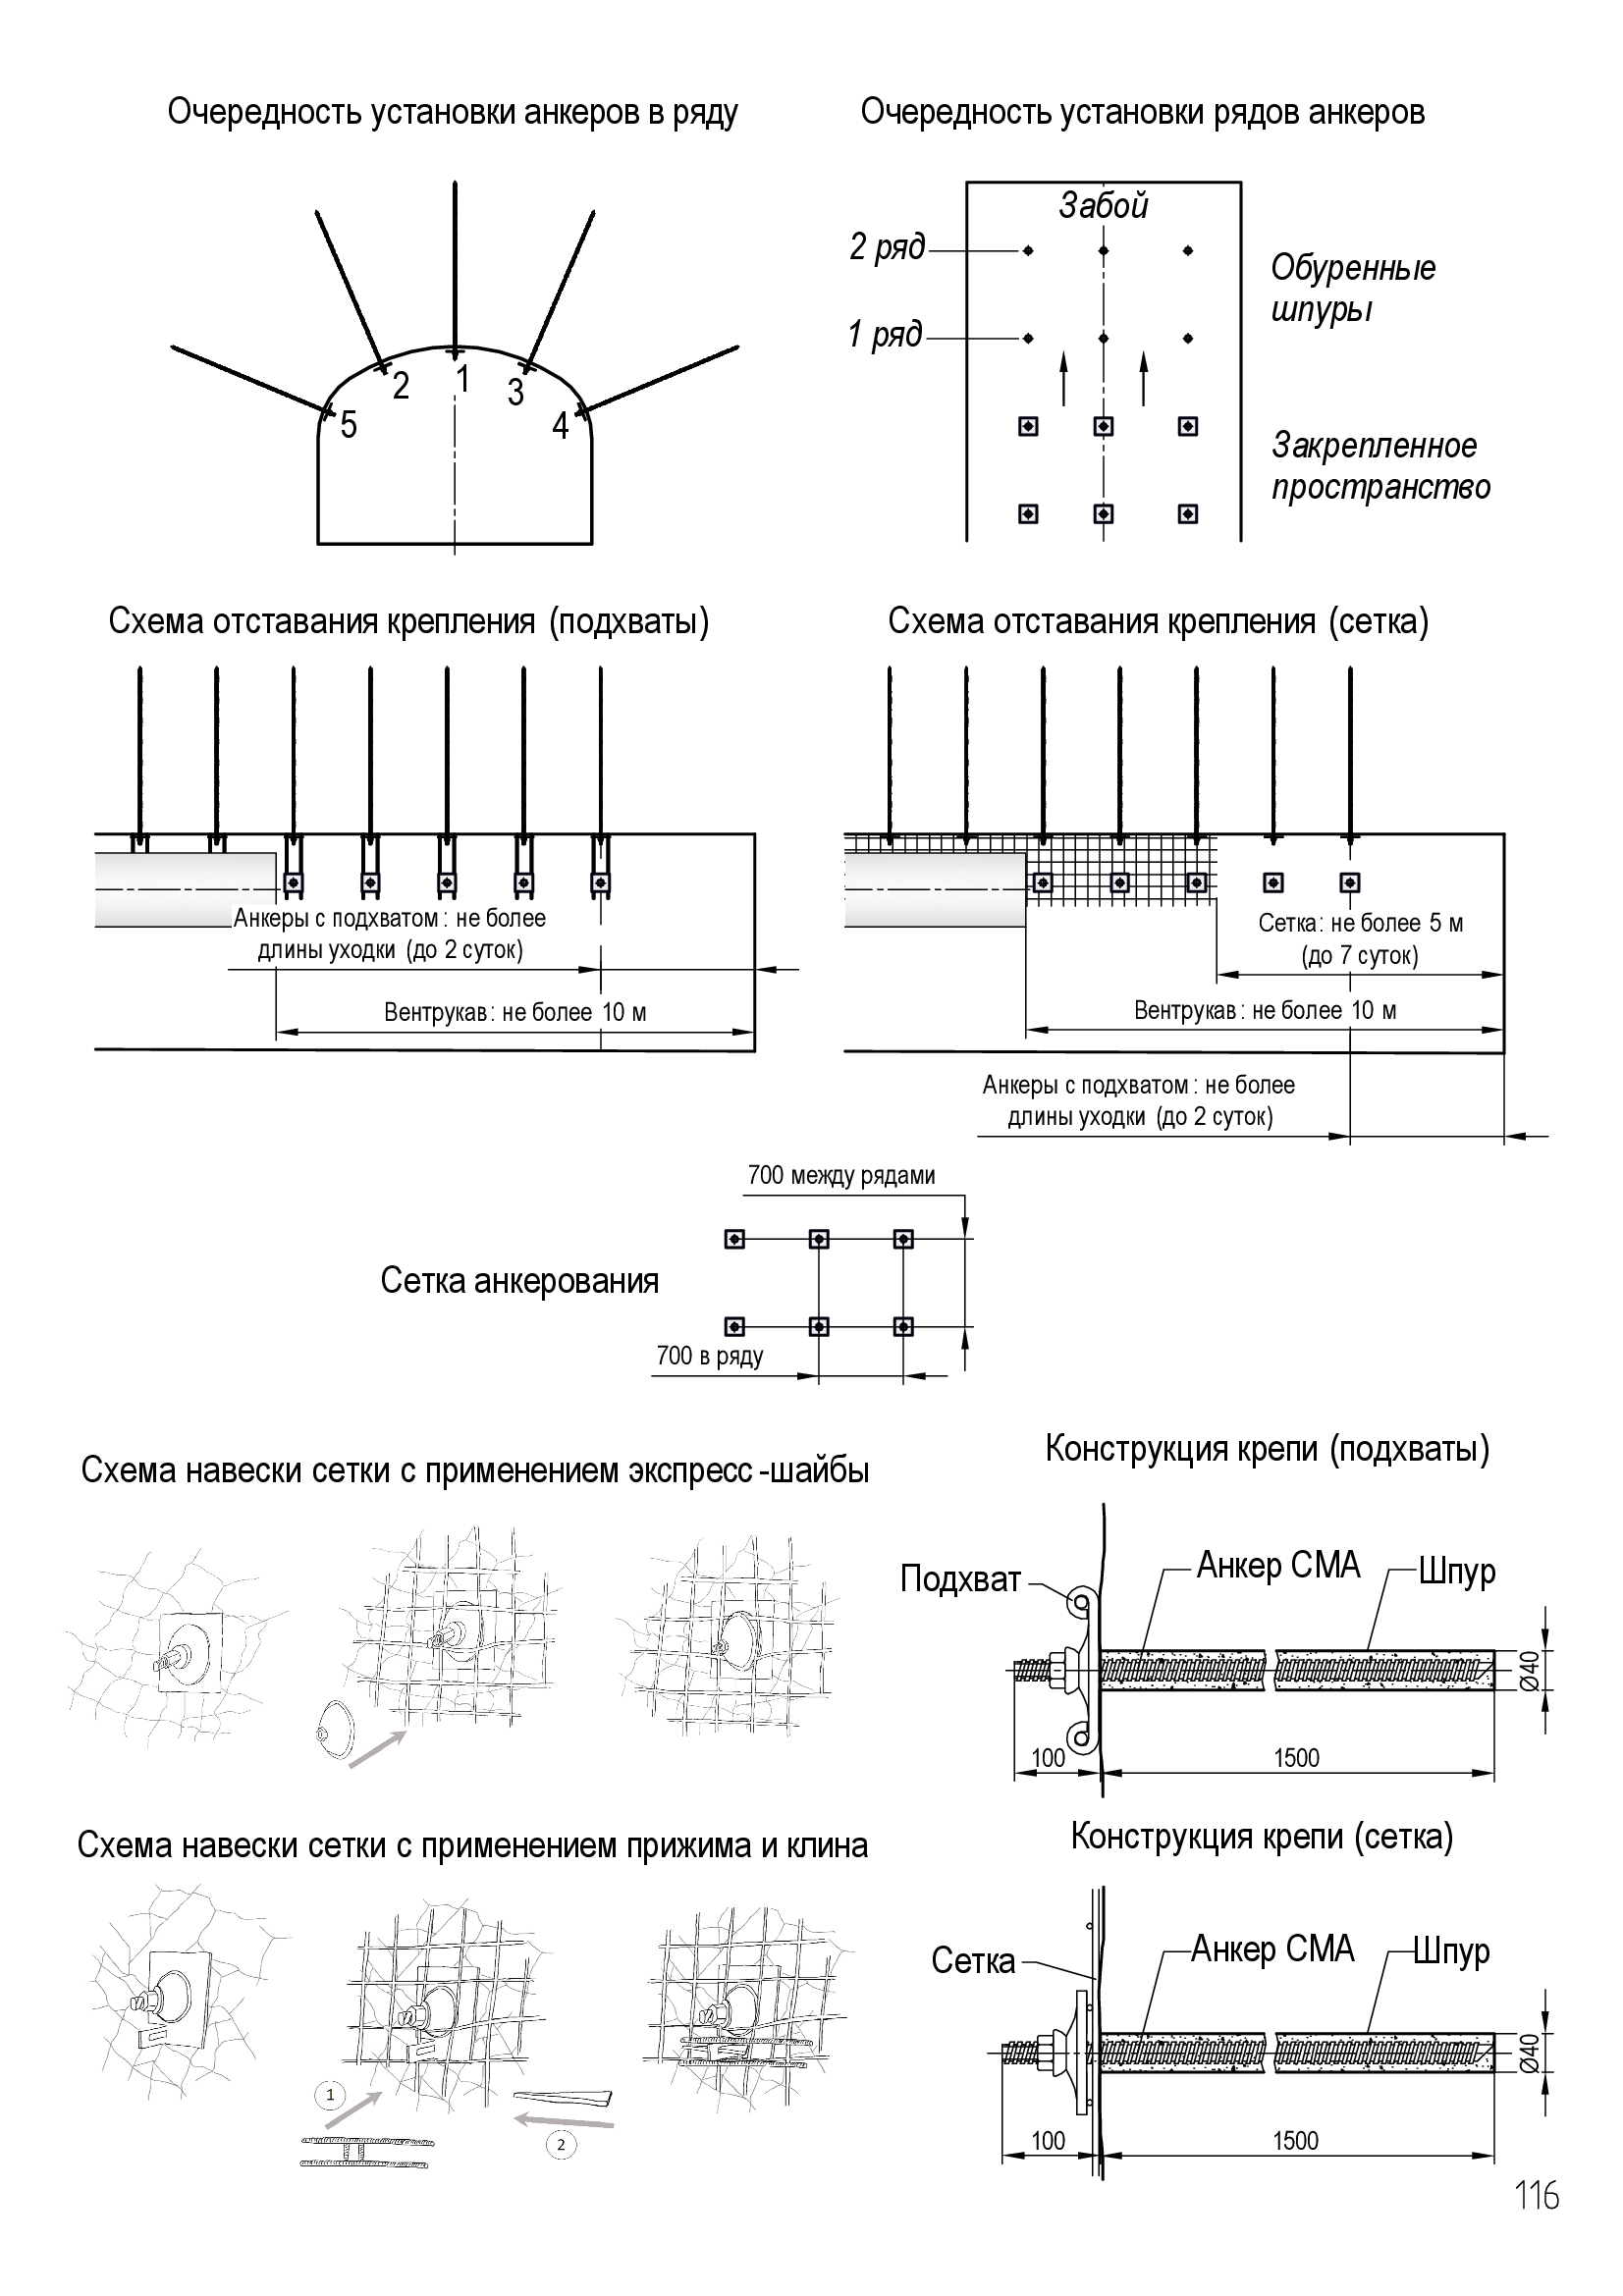 Очередность установки анкеров в ряду
5
2
1
3
4
Очередность установки рядов анкеров
Забой
2 ряд
1 ряд
Обуренные
шпуры
Закрепленное
пространство
Схема отставания крепления (подхваты)
Анкеры с подхватом: не более
длины уходки (до 2 суток)
Вентрукав: не более 10 м
Схема отставания крепления (сетка)
Сетка: не более 5 м
(до 7 суток)
Вентрукав: не более 10 м
Анкеры с подхватом: не более
длины уходки (до 2 суток)
Сетка анкерования
700 между рядами
700 в ряду
Схема навески сетки с применением экспресс-шайбы
Конструкция крепи (подхваты)
Подхват
Анкер СМА
Шпур
Ø40
100
1500
Схема навески сетки с применением прижима и клина
1
2
Конструкция крепи (сетка)
Сетка
Анкер СМА
Шпур
Ø40
100
1500
116